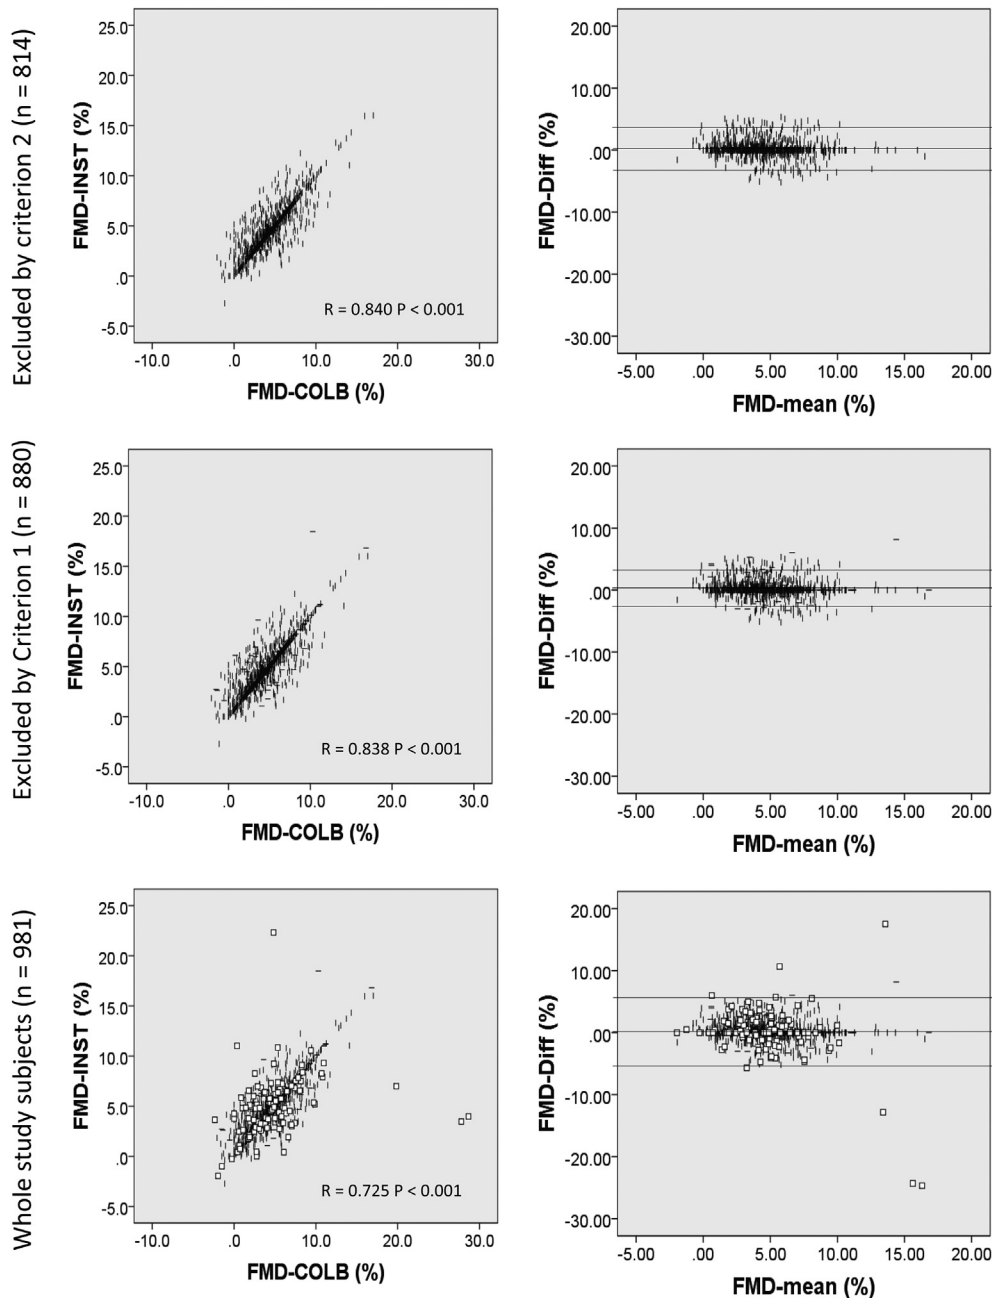 Excluded by criterion 2 (n = 814)
FMD-INST (%)
25.0
20.0
15.0
10.0
5.0
.0
-5.0
R = 0.840 P < 0.001
-10.0 .0 10.0 20.0 30.0
FMD-COLB (%)
FMD-Diff (%)
20.00
10.00
.00
-10.00
-20.00
-30.00
-5.00 .00 5.00 10.00 15.00 20.00
FMD-mean (%)
Excluded by Criterion 1 (n = 880)
FMD-INST (%)
25.0
20.0
15.0
10.0
5.0
.0
-5.0
R = 0.838 P < 0.001
-10.0 .0 10.0 20.0 30.0
FMD-COLB (%)
FMD-Diff (%)
20.00
10.00
.00
-10.00
-20.00
-30.00
-5.00 .00 5.00 10.00 15.00 20.00
FMD-mean (%)
Whole study subjects (n = 981)
FMD-INST (%)
25.0
20.0
15.0
10.0
5.0
.0
-5.0
R = 0.725 P < 0.001
-10.0 .0 10.0 20.0 30.0
FMD-COLB (%)
FMD-Diff (%)
20.00
10.00
.00
-10.00
-20.00
-30.00
-5.00 .00 5.00 10.00 15.00 20.00
FMD-mean (%)